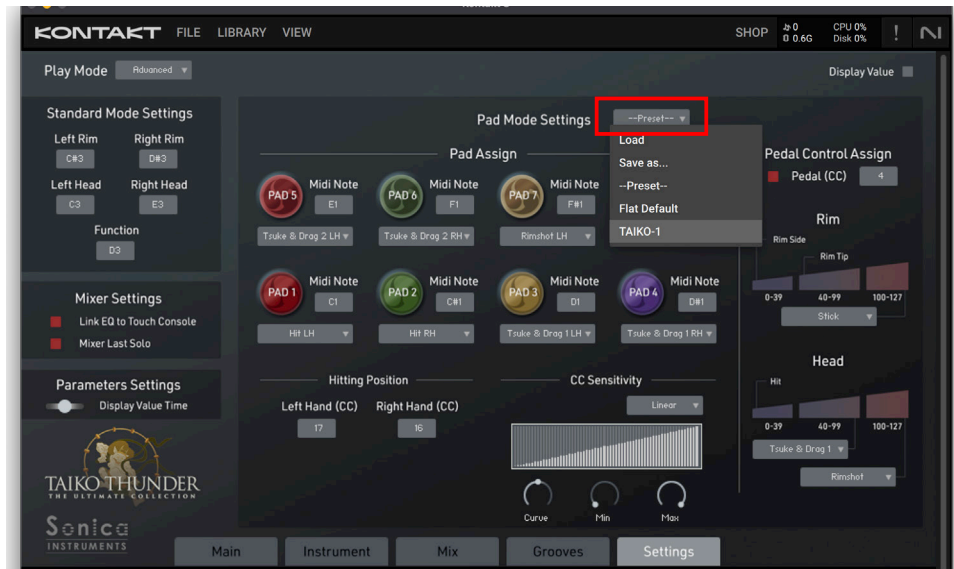 KONTAKT FILE LIBRARY VIEW SHOP 0 CPU 0%
0.6G Disk 0%
Play Mode Advanced Display Value
Standard Mode Settings
Left Rim Right Rim
C#3 D#3
Left Head Right Head
C3 E3
Function
D3
Mixer Settings
Link EQ to Touch Console
Mixer Last Solo
Parameters Settings
Display Value Time
TAIKO THUNDER
THE ULTIMATE COLLECTION
Sonica
INSTRUMENTS
Pad Mode Settings --Preset--
Load
Save as...
--Preset--
Flat Default
TAIKO-1
Pad Assign
PAD 5 Midi Note E1
Tsuke & Drag 2 LH
PAD 6 Midi Note F1
Tsuke & Drag 2 RH
PAD 7 Midi Note F#1
Rimshot LH
PAD 1 Midi Note C1
Hit LH
PAD 2 Midi Note C#1
Hit RH
PAD 3 Midi Note D1
Tsuke & Drag 1 LH
PAD 4 Midi Note D#1
Tsuke & Drag 1 RH
Hitting Position
Left Hand (CC) Right Hand (CC)
17 16
CC Sensitivity
Linear
Curve Min Max
Pedal Control Assign
Pedal (CC) 4
Rim
Rim Side
Rim Tip
0-39 40-99 100-127
Stick
Head
Hit
0-39 40-99 100-127
Tsuke & Drag 1
Rimshot
Main Instrument Mix Grooves Settings